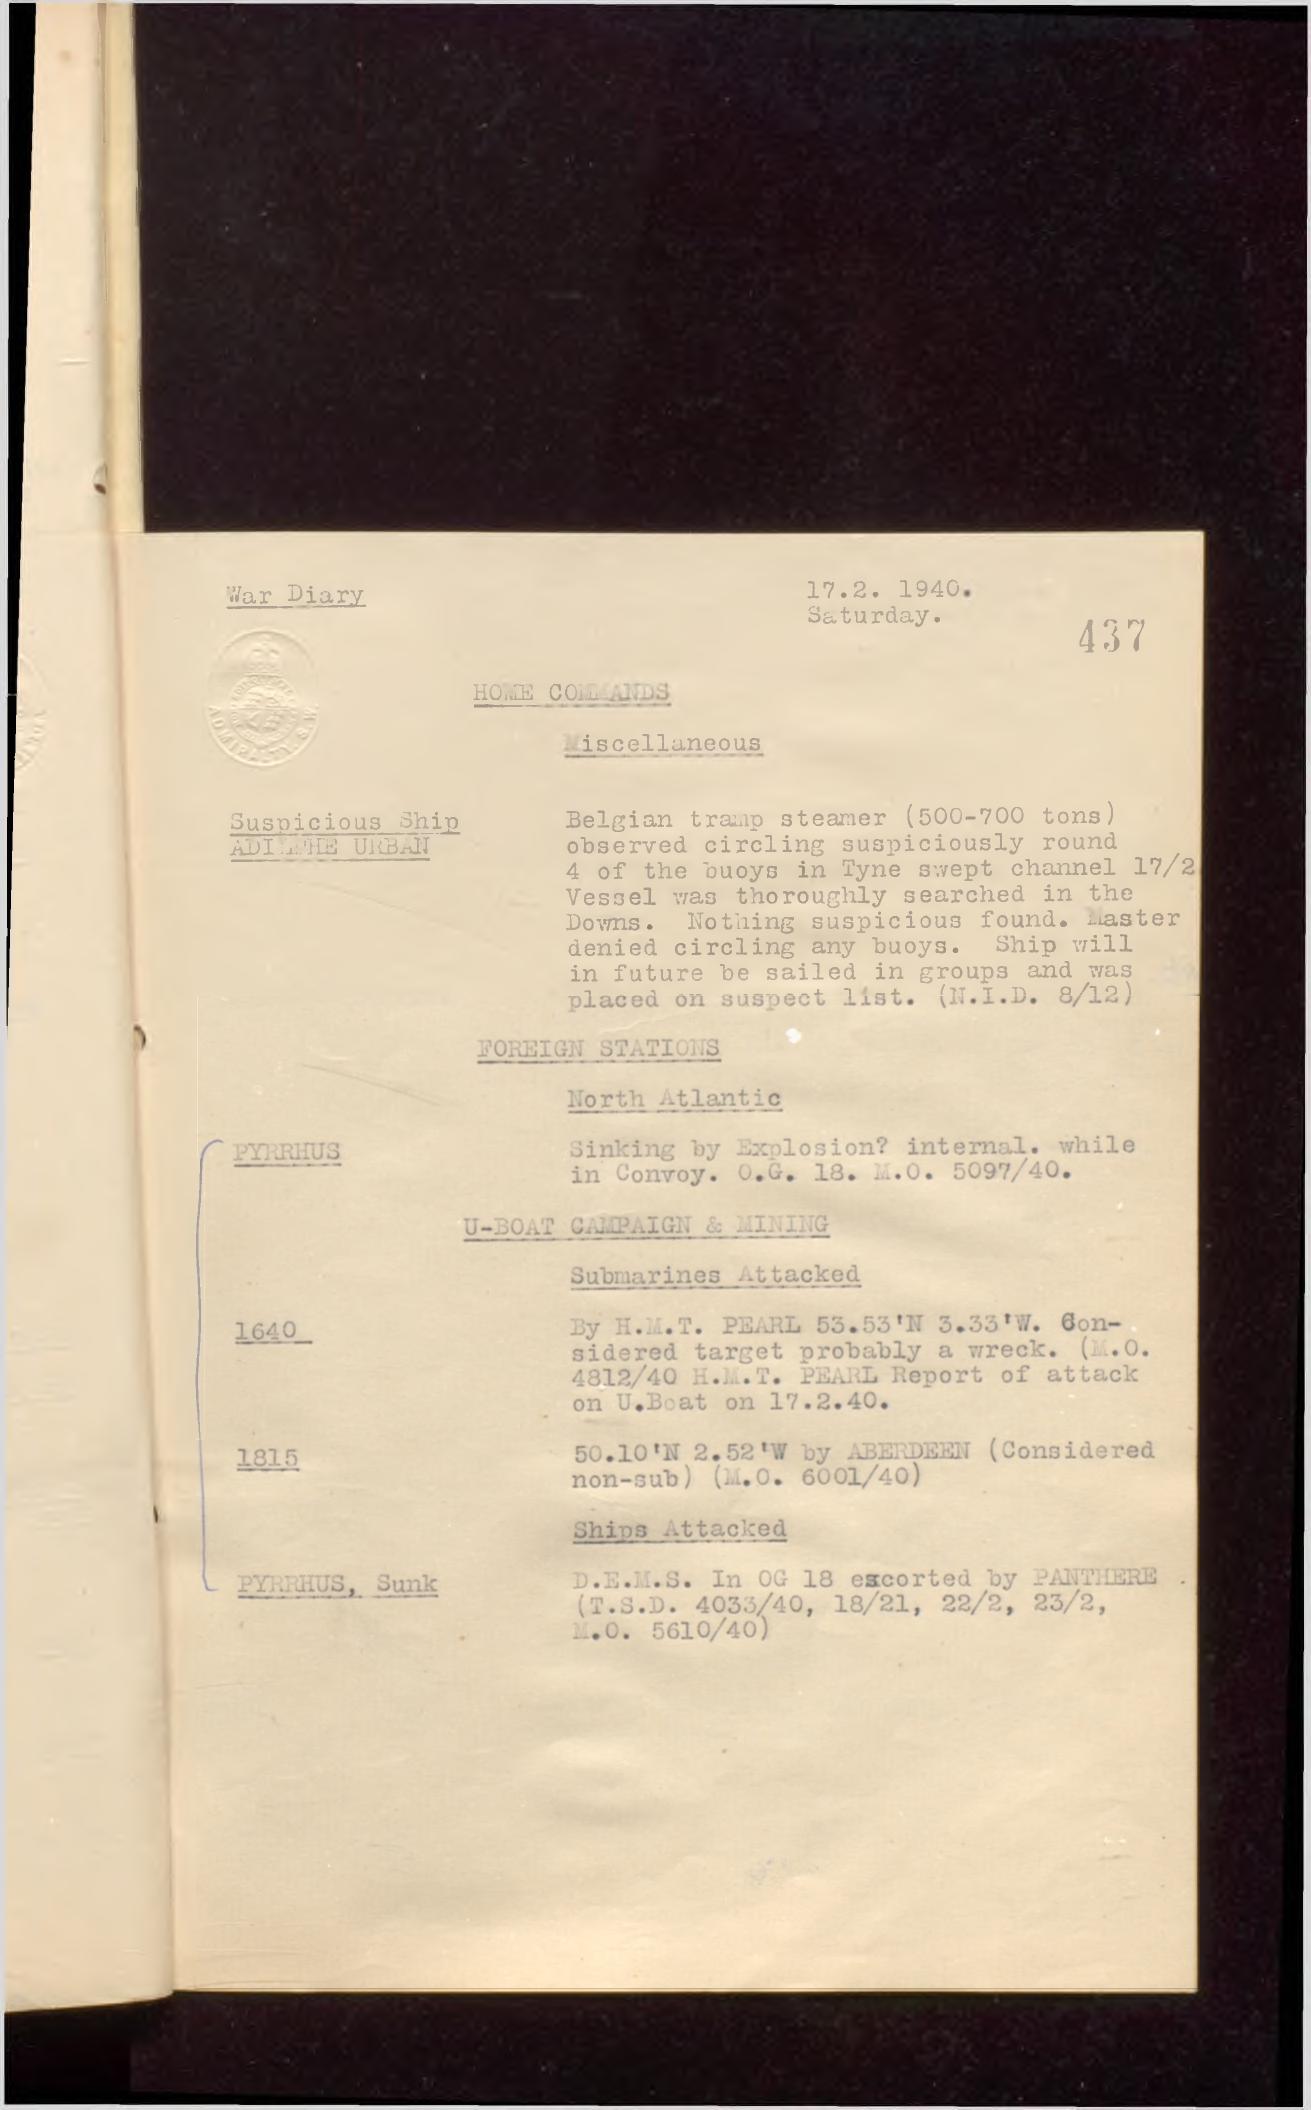 War Diary
17.2. 1940.
Saturday.
437
ADMIRALTY. S.W.
HOME COMMANDS
Miscellaneous
Suspicious Ship
URBAN
Belgian tramp steamer (500-700 tons)
observed circling suspiciously round
4 of the buoys in Tyne swept channel 17/2
Vessel was thoroughly searched in the
Downs. Nothing suspicious found. Master
denied circling any buoys. Ship will
in future be sailed in groups and was
placed on suspect list. (N.I.D. 8/12)
FOREIGN STATIONS
North Atlantic
PYRRHUS
Sinking by Explosion? internal. while
in Convoy. O.G. 18. M.O. 5097/40.
U-BOAT CAMPAIGN & MINING
Submarines Attacked
1640
By H.M.T. PEARL 53.53'N 3.33'W. Con-
sidered target probably a wreck. (M.O.
4812/40 H.M.T. PEARL Report of attack
on U.Boat on 17.2.40.
1815
50.10'N 2.52'W by ABERDEEN (Considered
non-sub) (M.O. 6001/40)
Ships Attacked
PYRRHUS, Sunk
D.E.M.S. In OG 18 escorted by PANTHERE .
(T.S.D. 4033/40, 18/21, 22/2, 23/2,
M.O. 5610/40)